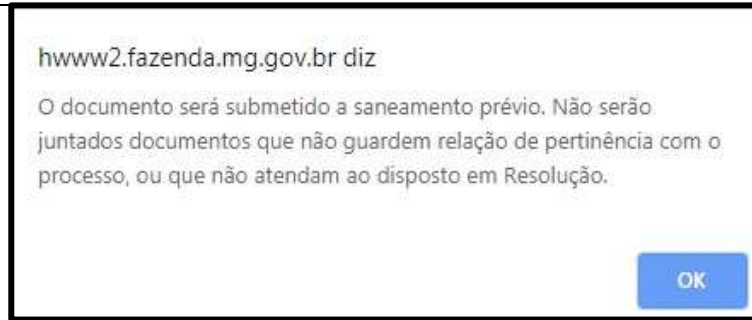 hwww2.fazenda.mg.gov.br diz
O documento será submetido a saneamento prévio. Não serão
juntados documentos que não guardem relação de pertinência com o
processo, ou que não atendam ao disposto em Resolução.
OK